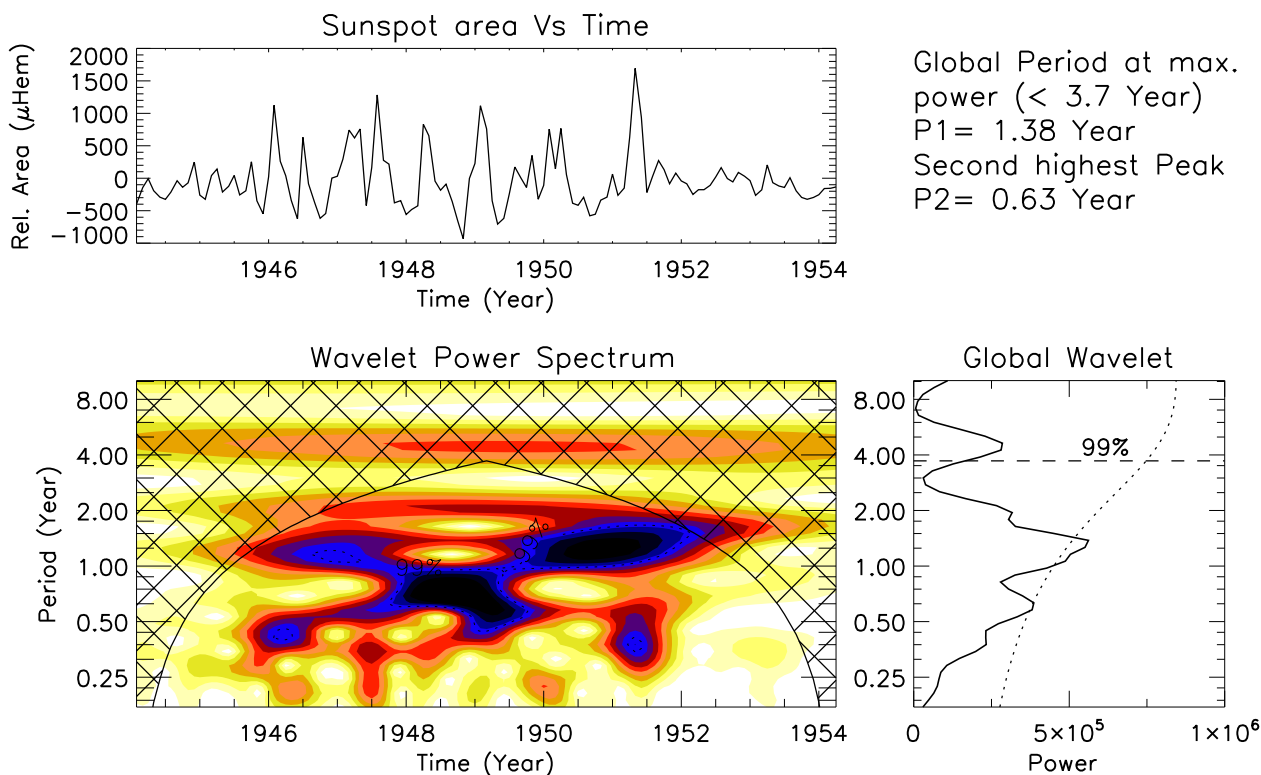 Sunspot area Vs Time
Rel. Area (μHem)
2000
1500
1000
500
0
−500
−1000
1946 1948 1950 1952 1954
Time (Year)
Global Period at max.
power (< 3.7 Year)
P1= 1.38 Year
Second highest Peak
P2= 0.63 Year
Wavelet Power Spectrum
Period (Year)
8.00
4.00
2.00
1.00
0.50
0.25
99%
99%
1946 1948 1950 1952 1954
Time (Year)
Global Wavelet
8.00
4.00
2.00
1.00
0.50
0.25
99%
0 5×10⁵ 1×10⁶
Power